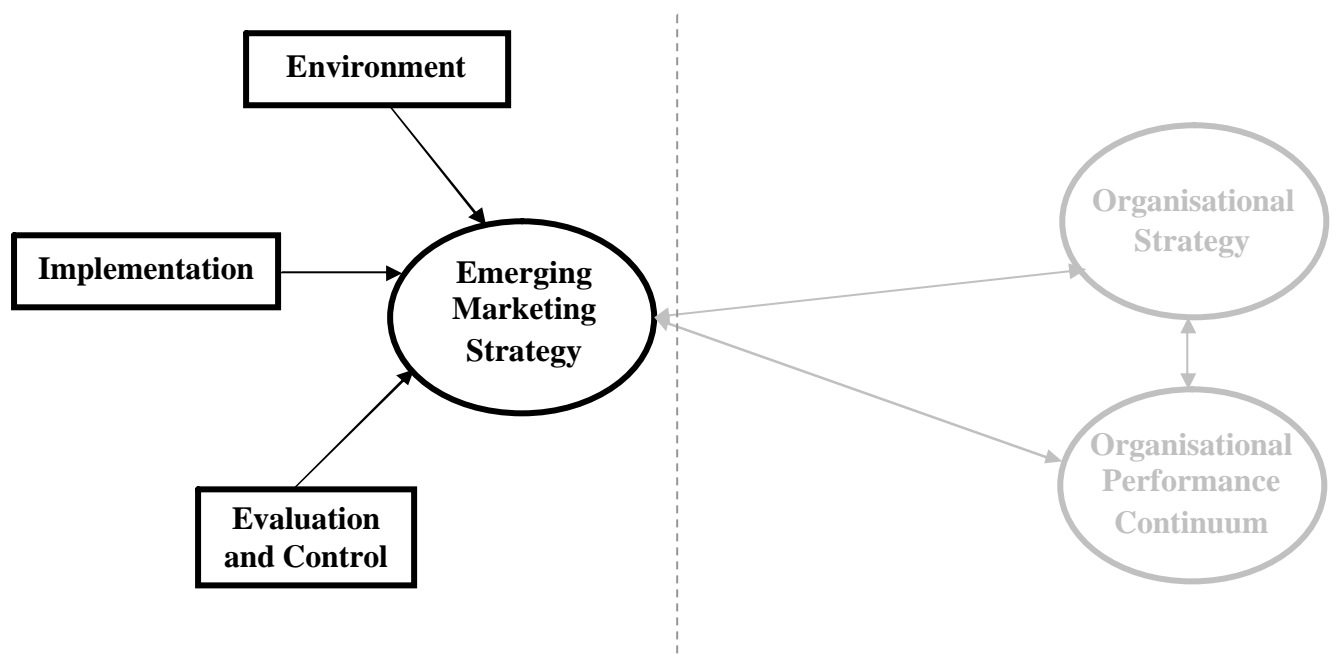 Environment
Implementation
Emerging
Marketing
Strategy
Evaluation
and Control
Organisational
Strategy
Organisational
Performance
Continuum